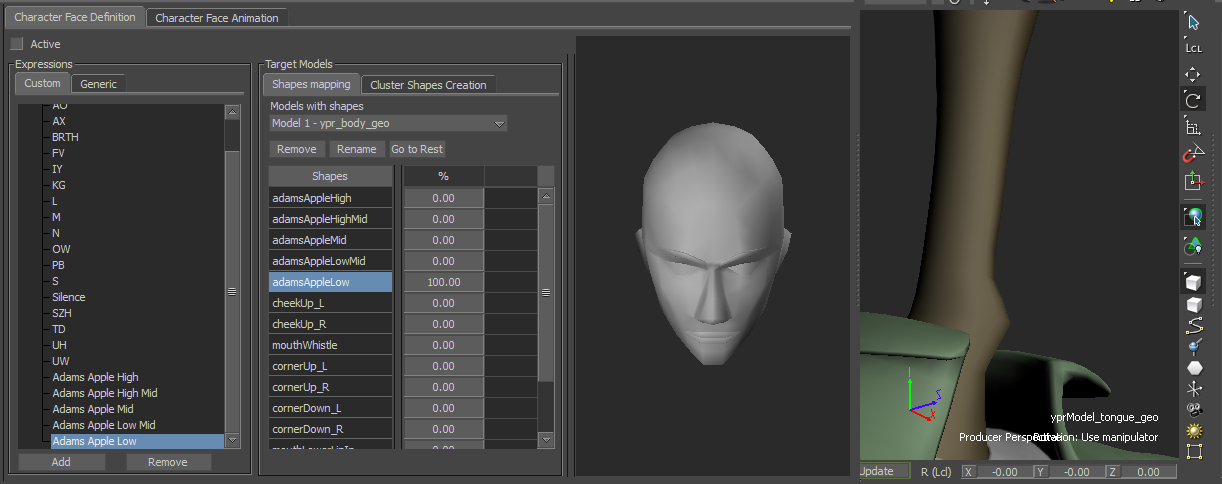 Character Face Definition
Character Face Animation
Active
Expressions
Custom
Generic
AO
AX
BRTH
FV
IY
KG
L
M
N
OW
PB
S
Silence
SZH
TD
UH
UW
Adams Apple High
Adams Apple High Mid
Adams Apple Mid
Adams Apple Low Mid
Adams Apple Low
Add
Remove
Target Models
Shapes mapping
Cluster Shapes Creation
Models with shapes
Model 1 - ypr_body_geo
Remove
Rename
Go to Rest
Shapes
%
adamsAppleHigh
0.00
adamsAppleHighMid
0.00
adamsAppleMid
0.00
adamsAppleLowMid
0.00
adamsAppleLow
100.00
cheekUp_L
0.00
cheekUp_R
0.00
mouthWhistle
0.00
cornerUp_L
0.00
cornerUp_R
0.00
cornerDown_L
0.00
cornerDown_R
0.00
mouthLowerUpIn
0.00
LCL
yprModel_tongue_geo
Producer Perspe
: Use manipulator
Update
R (Lcl)
X
-0.00
Y
-0.00
Z
0.00